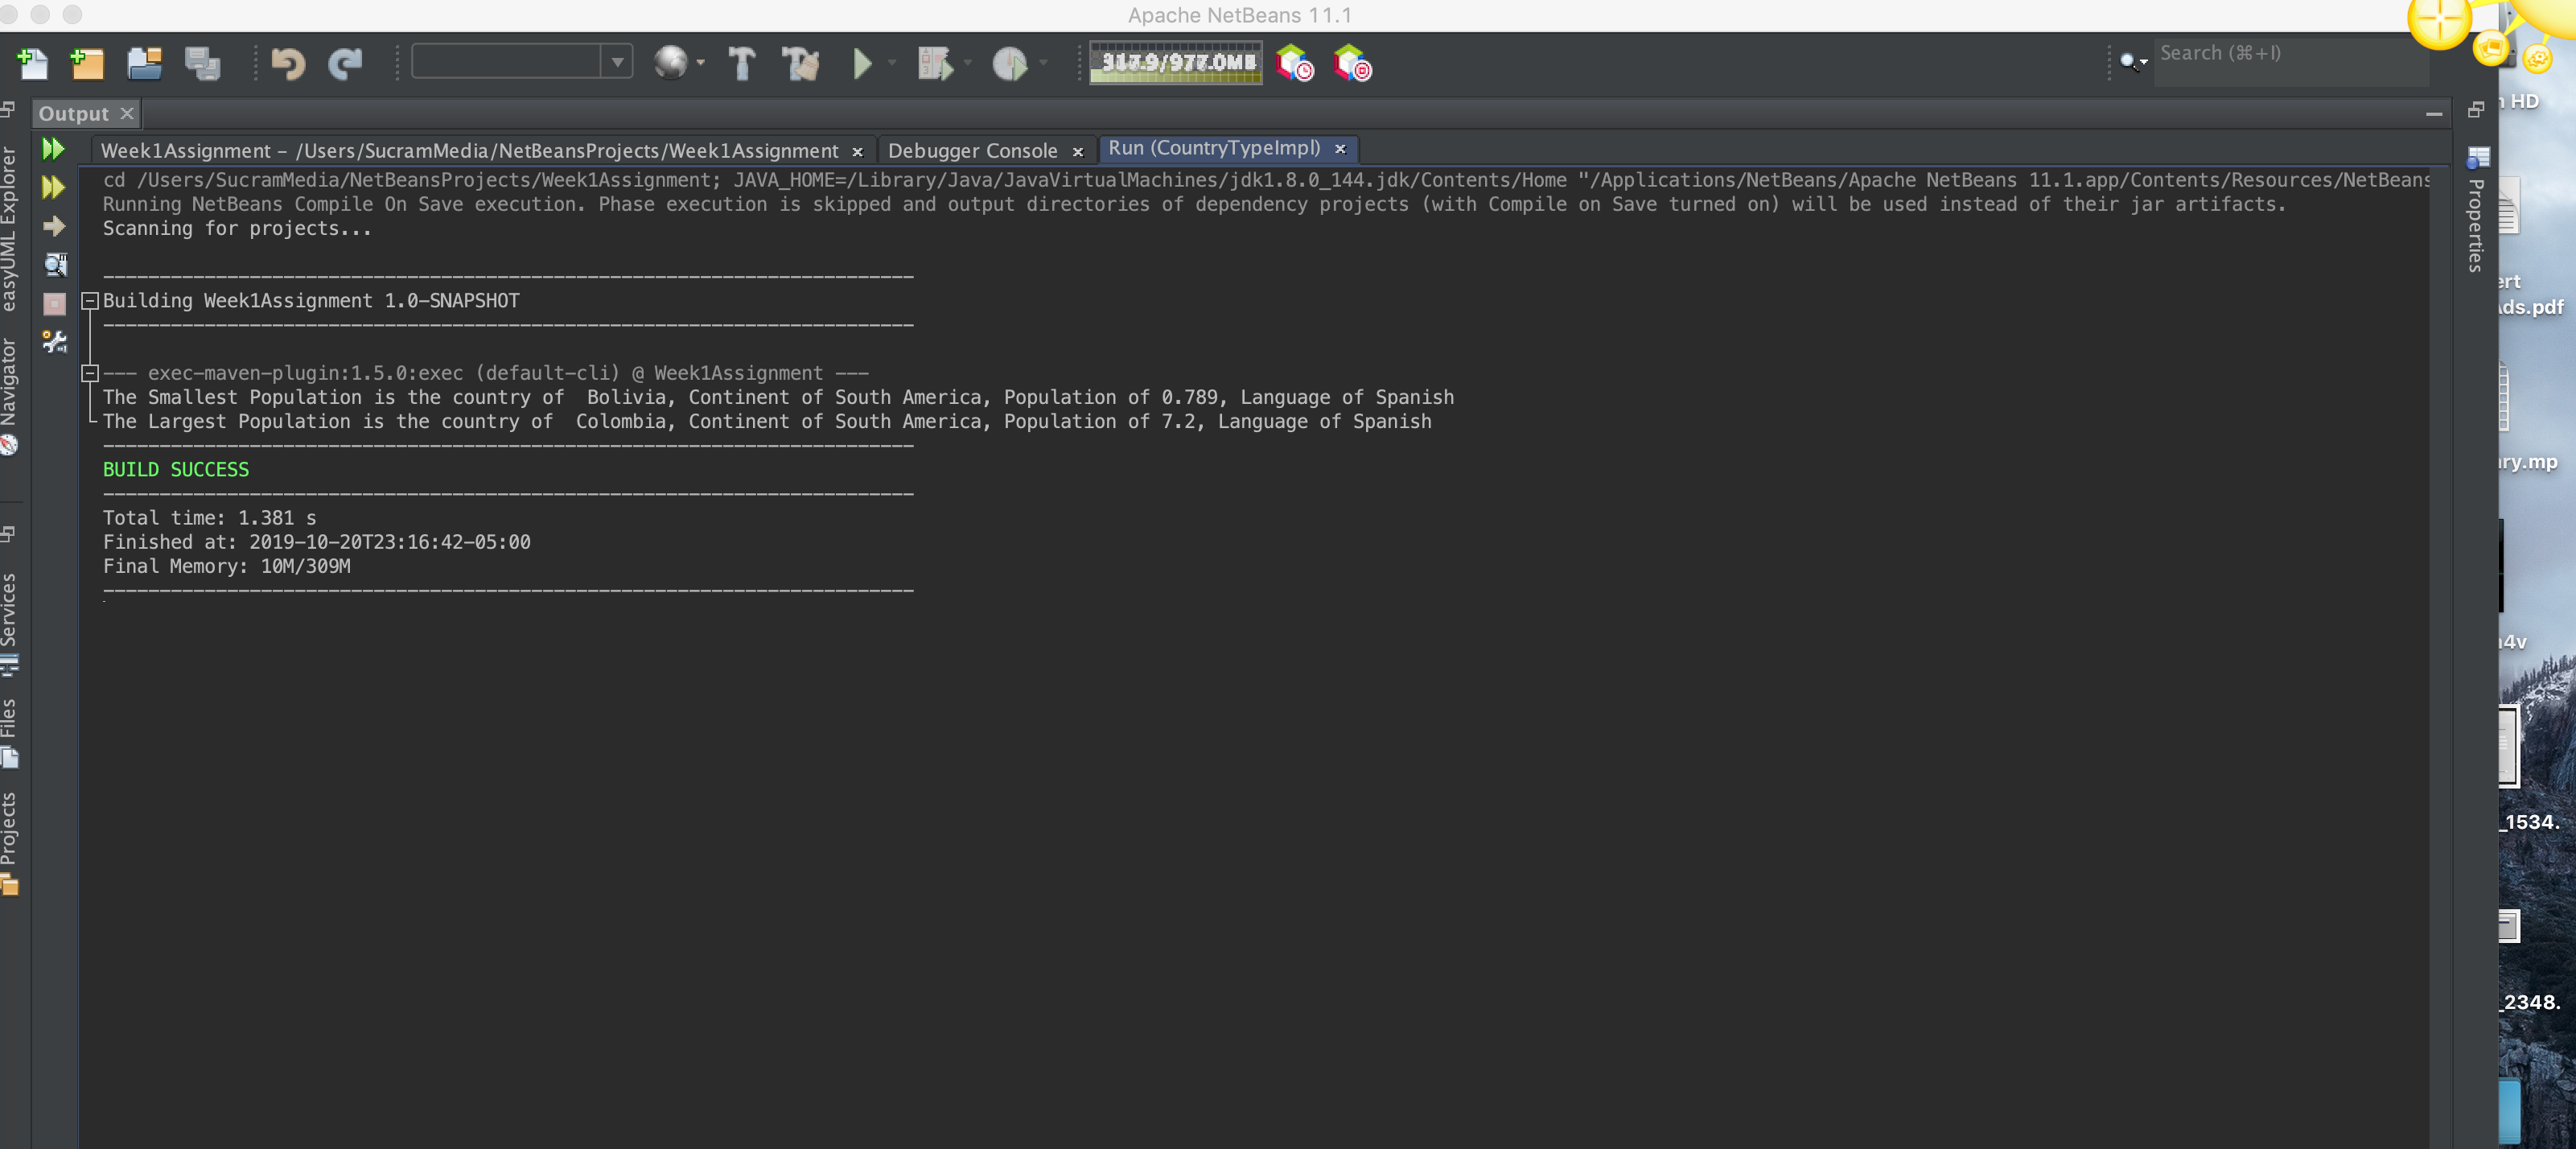 Apache NetBeans 11.1
Search (⌘+I)
Output
Week1Assignment – /Users/SucramMedia/NetBeansProjects/Week1Assignment
Debugger Console
Run (CountryTypeImpl)
cd /Users/SucramMedia/NetBeansProjects/Week1Assignment; JAVA_HOME=/Library/Java/JavaVirtualMachines/jdk1.8.0_144.jdk/Contents/Home "/Applications/NetBeans/Apache NetBeans 11.1.app/Contents/Resources/NetBeans
Running NetBeans Compile On Save execution. Phase execution is skipped and output directories of dependency projects (with Compile on Save turned on) will be used instead of their jar artifacts.
Scanning for projects...
------------------------------------------------------------------------
Building Week1Assignment 1.0-SNAPSHOT
------------------------------------------------------------------------
--- exec-maven-plugin:1.5.0:exec (default-cli) @ Week1Assignment ---
The Smallest Population is the country of  Bolivia, Continent of South America, Population of 0.789, Language of Spanish
The Largest Population is the country of  Colombia, Continent of South America, Population of 7.2, Language of Spanish
------------------------------------------------------------------------
BUILD SUCCESS
------------------------------------------------------------------------
Total time: 1.381 s
Finished at: 2019-10-20T23:16:42-05:00
Final Memory: 10M/309M
------------------------------------------------------------------------
easyUML Explorer
Navigator
Services
Files
Projects
Properties
HD
ert
Ads.pdf
ry.mp
4v
_1534.
_2348.